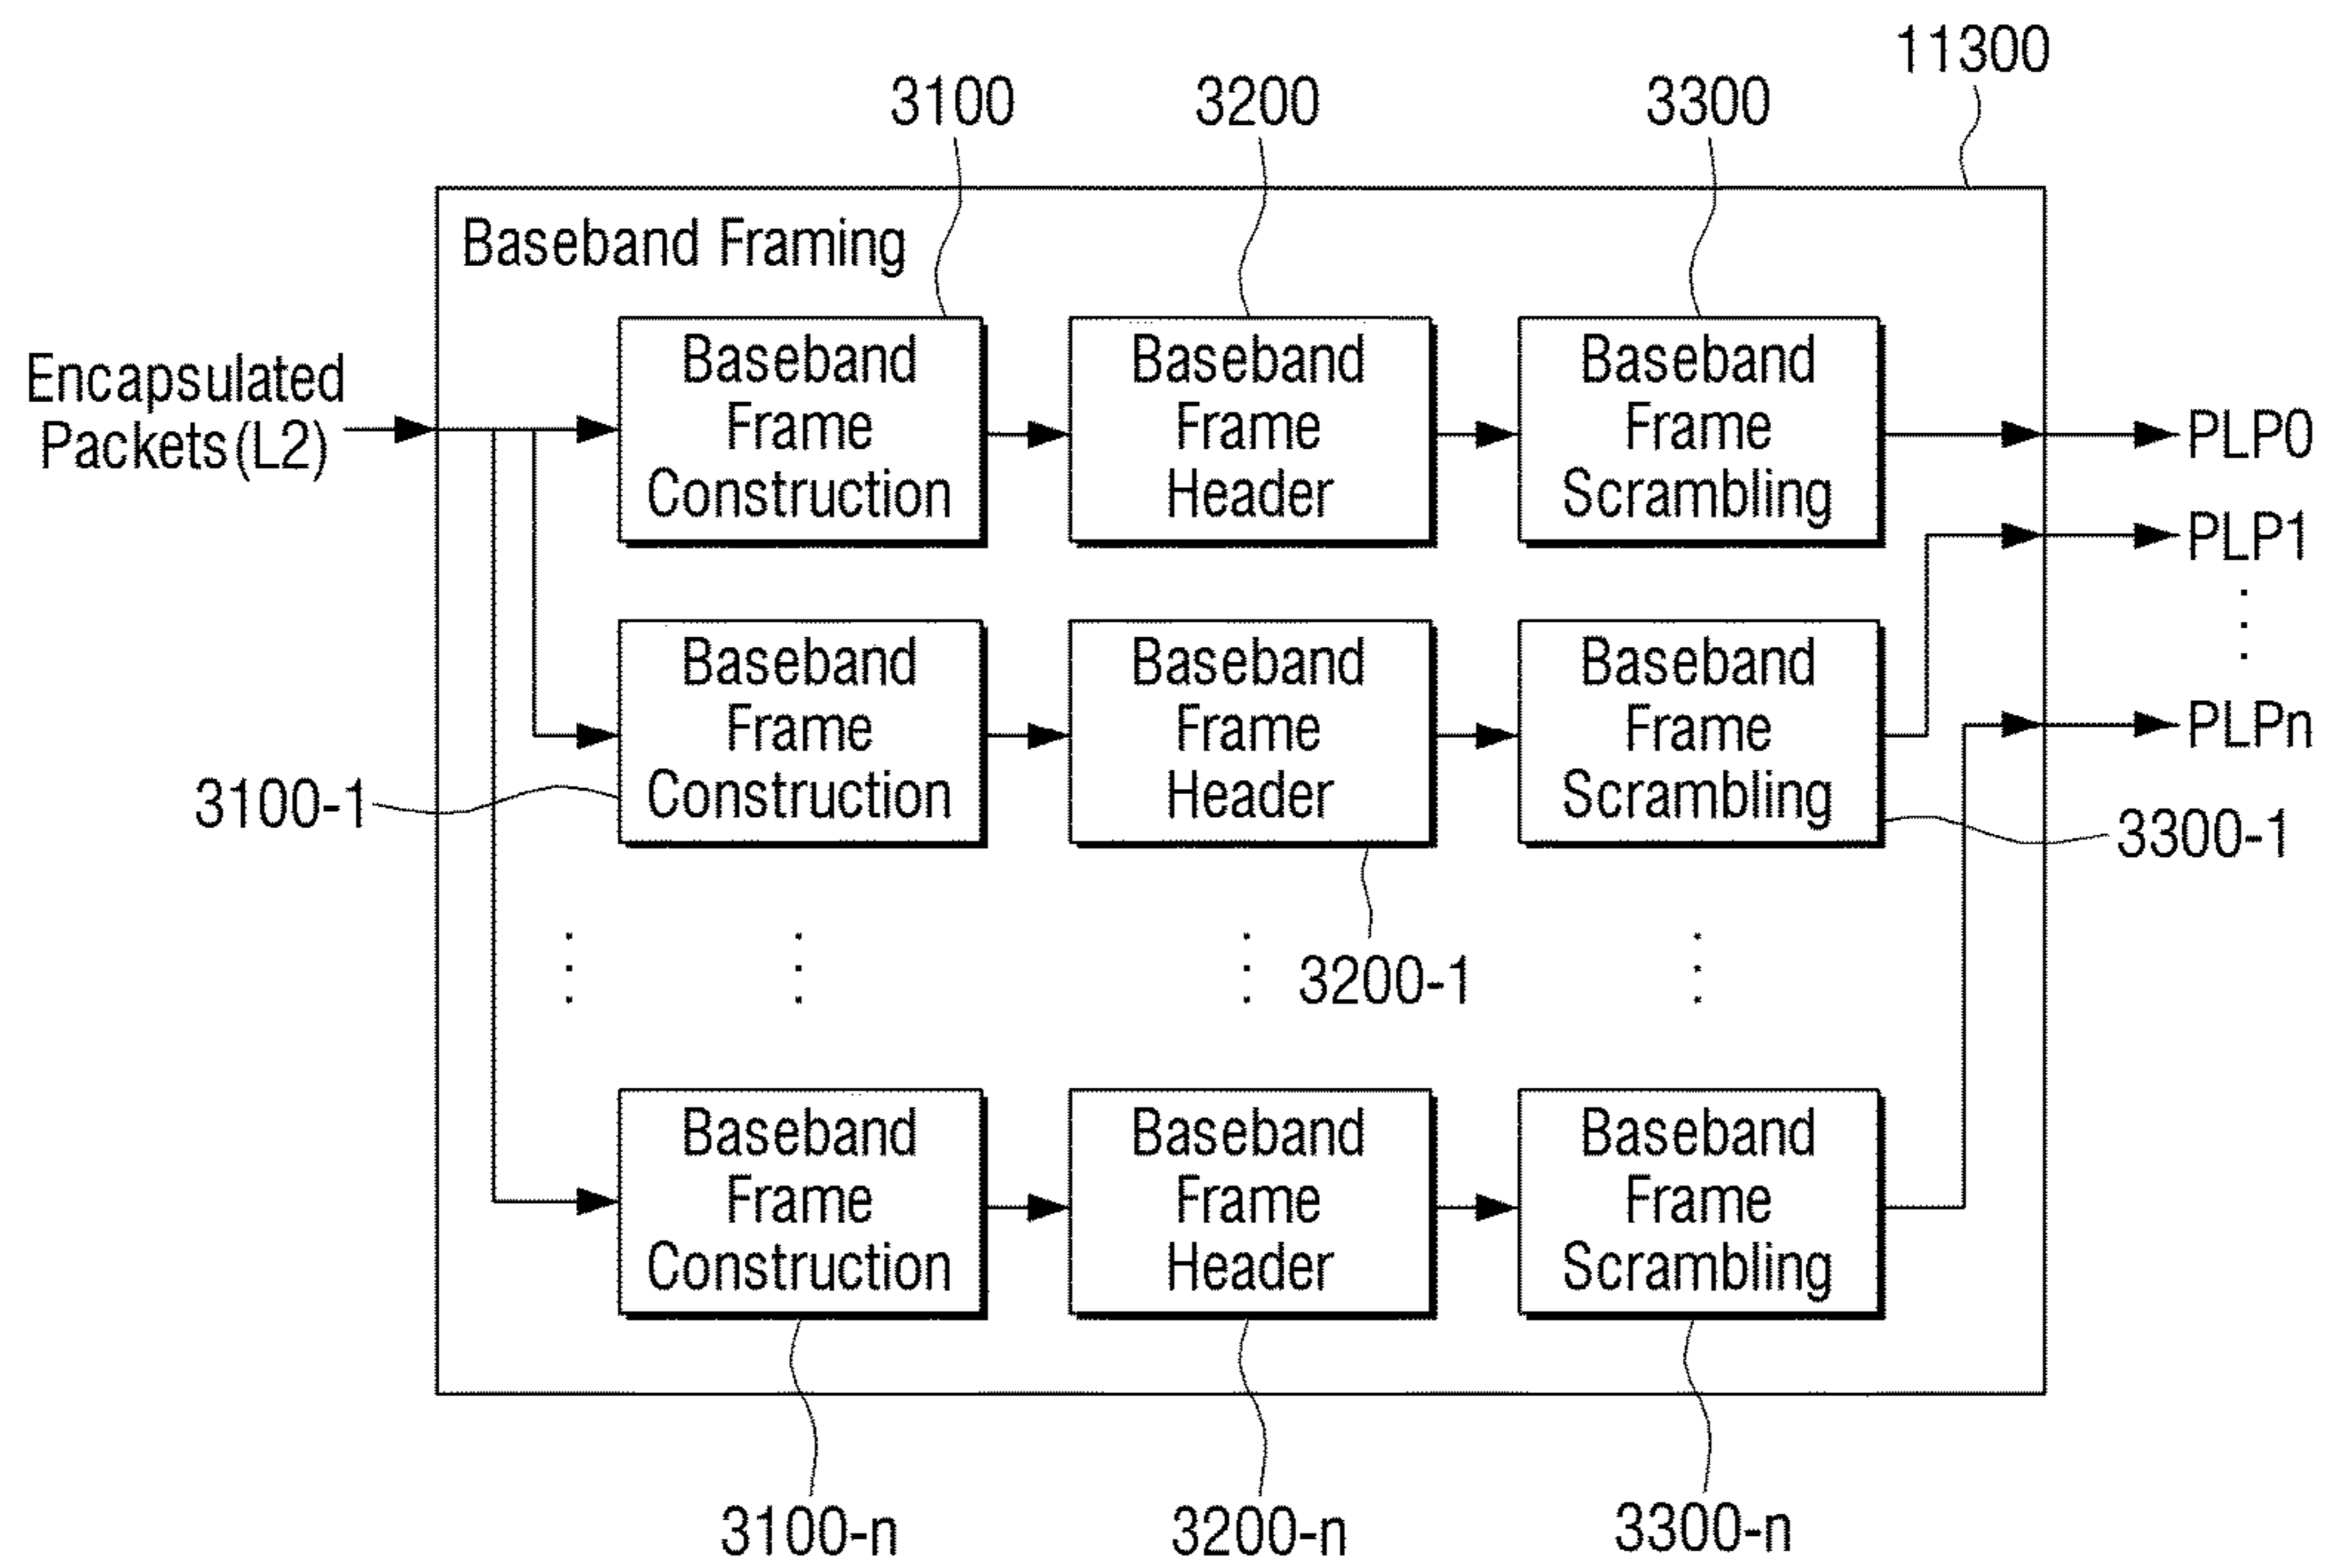 11300
3100
3200
3300
Baseband Framing
Encapsulated
Packets(L2)
Baseband
Frame
Construction
Baseband
Frame
Header
Baseband
Frame
Scrambling
PLP0
PLP1
PLPn
Baseband
Frame
Construction
Baseband
Frame
Header
Baseband
Frame
Scrambling
3100-1
3300-1
3200-1
Baseband
Frame
Construction
Baseband
Frame
Header
Baseband
Frame
Scrambling
3100-n
3200-n
3300-n